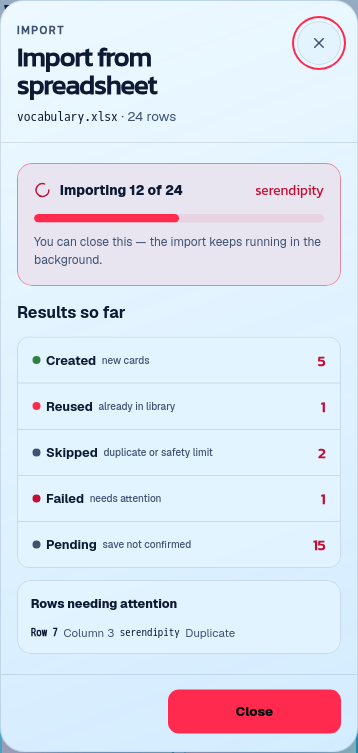 IMPORT
Import from
spreadsheet
vocabulary.xlsx · 24 rows
Importing 12 of 24 serendipity
You can close this — the import keeps running in the
background.
Results so far
Created new cards 5
Reused already in library 1
Skipped duplicate or safety limit 2
Failed needs attention 1
Pending save not confirmed 15
Rows needing attention
Row 7 Column 3 serendipity Duplicate
Close